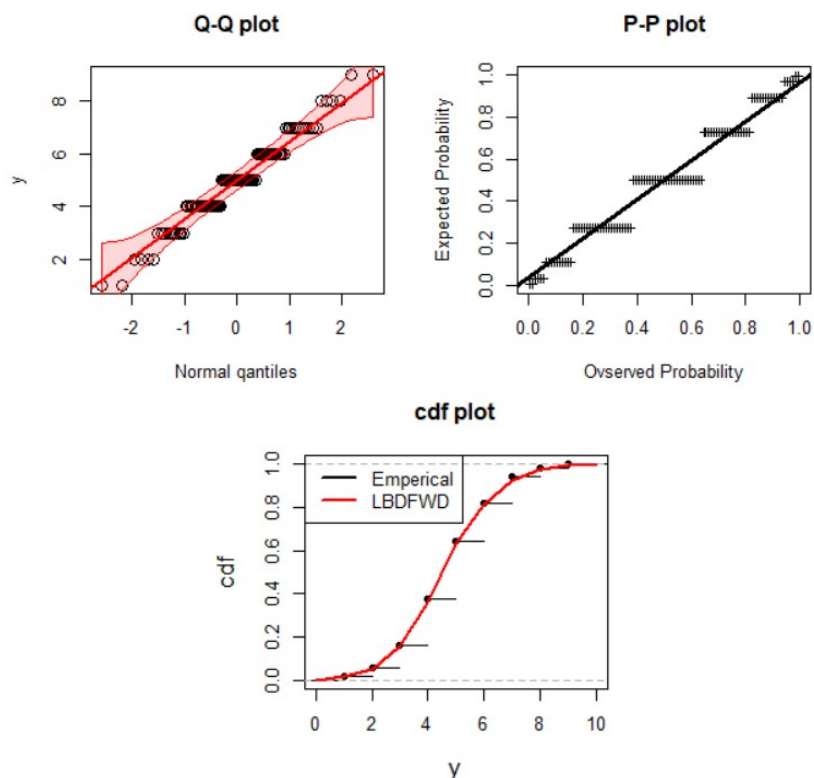 Q-Q plot
y
8
6
4
2
-2 -1 0 1 2
Normal qantiles
P-P plot
Expected Probability
1.0
0.8
0.6
0.4
0.2
0.0
0.0 0.2 0.4 0.6 0.8 1.0
Ovserved Probability
cdf plot
cdf
1.0
0.8
0.6
0.4
0.2
0.0
Emperical
LBDFWD
0 2 4 6 8 10
y